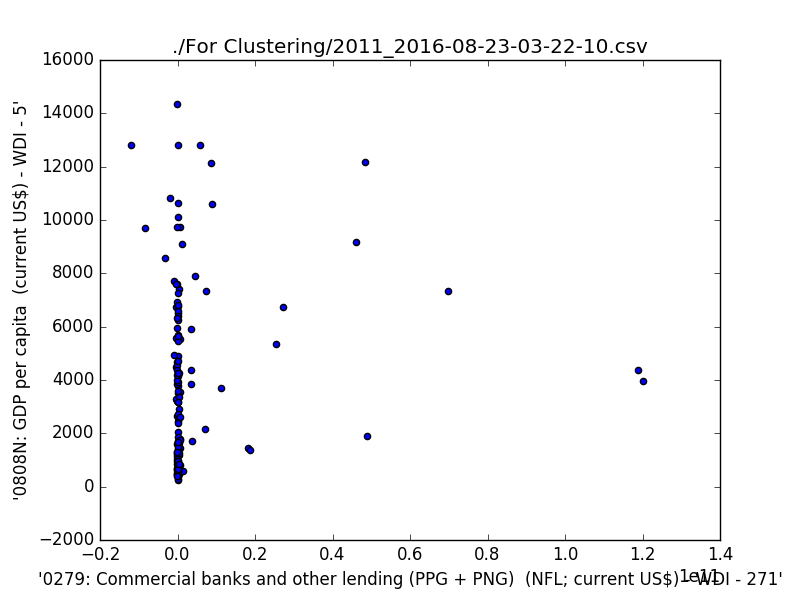 ./For Clustering/2011_2016-08-23-03-22-10.csv
16000
14000
12000
10000
8000
6000
4000
2000
0
−2000
'0808N: GDP per capita  (current US$) - WDI - 5'
−0.2 0.0 0.2 0.4 0.6 0.8 1.0 1.2 1.4
1e11
'0279: Commercial banks and other lending (PPG + PNG)  (NFL; current US$) - WDI - 271'